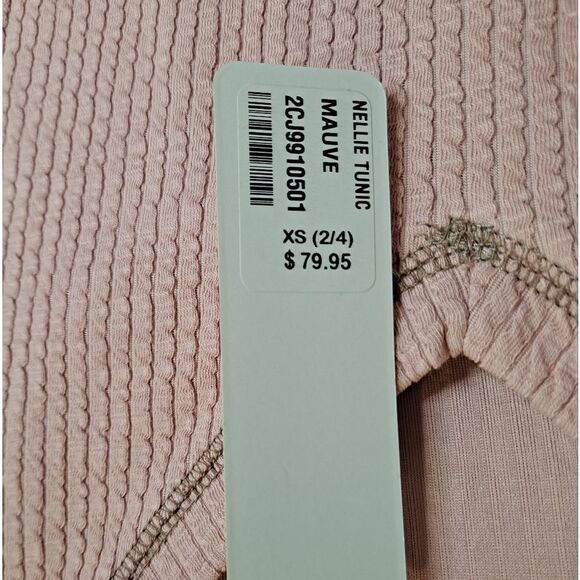 NELLIE TUNIC
MAUVE
2CJ9910501
XS (2/4)
$ 79.95